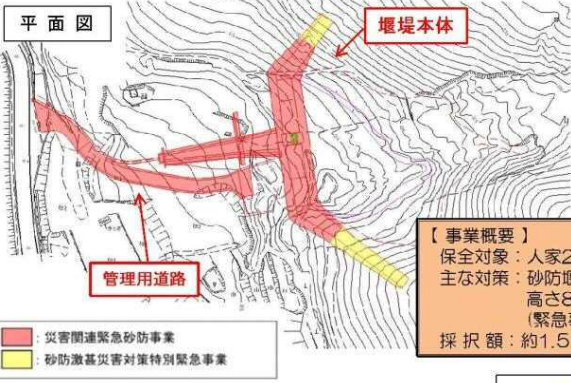 平面図
堰堤本体
管理用道路
【事業概要】
保全対象：人家2
主な対策：砂防堰
高さ8
(緊急事
採択額：約1.5
：災害関連緊急砂防事業
：砂防激甚災害対策特別緊急事業